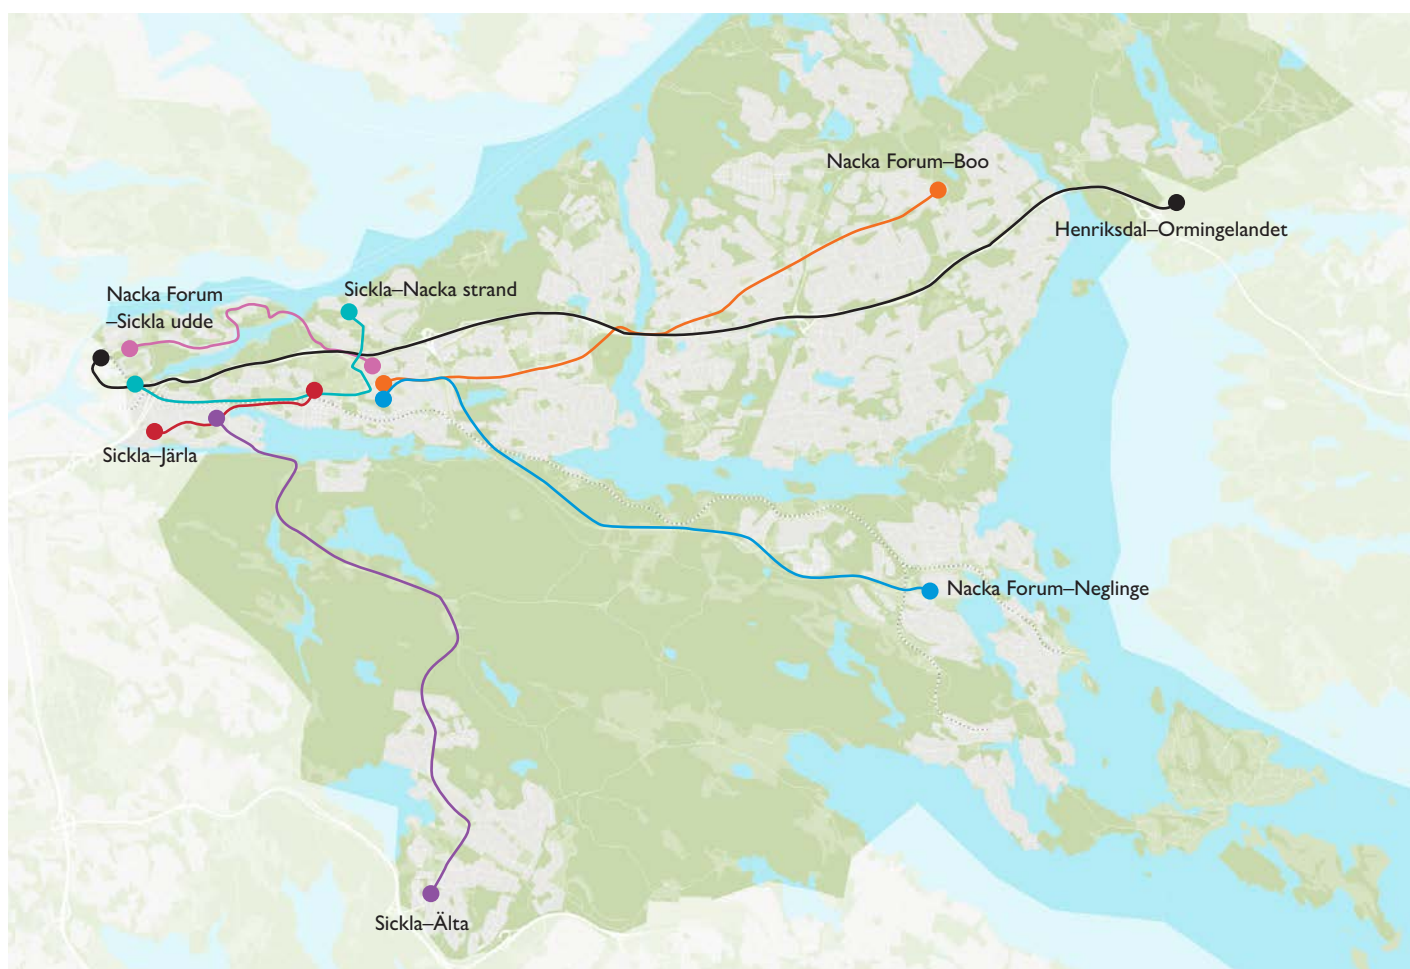 Nacka Forum–Boo
Henriksdal–Ormingelandet
Nacka Forum
–Sickla udde
Sickla–Nacka strand
Sickla–Järla
Nacka Forum–Neglinge
Sickla–Älta